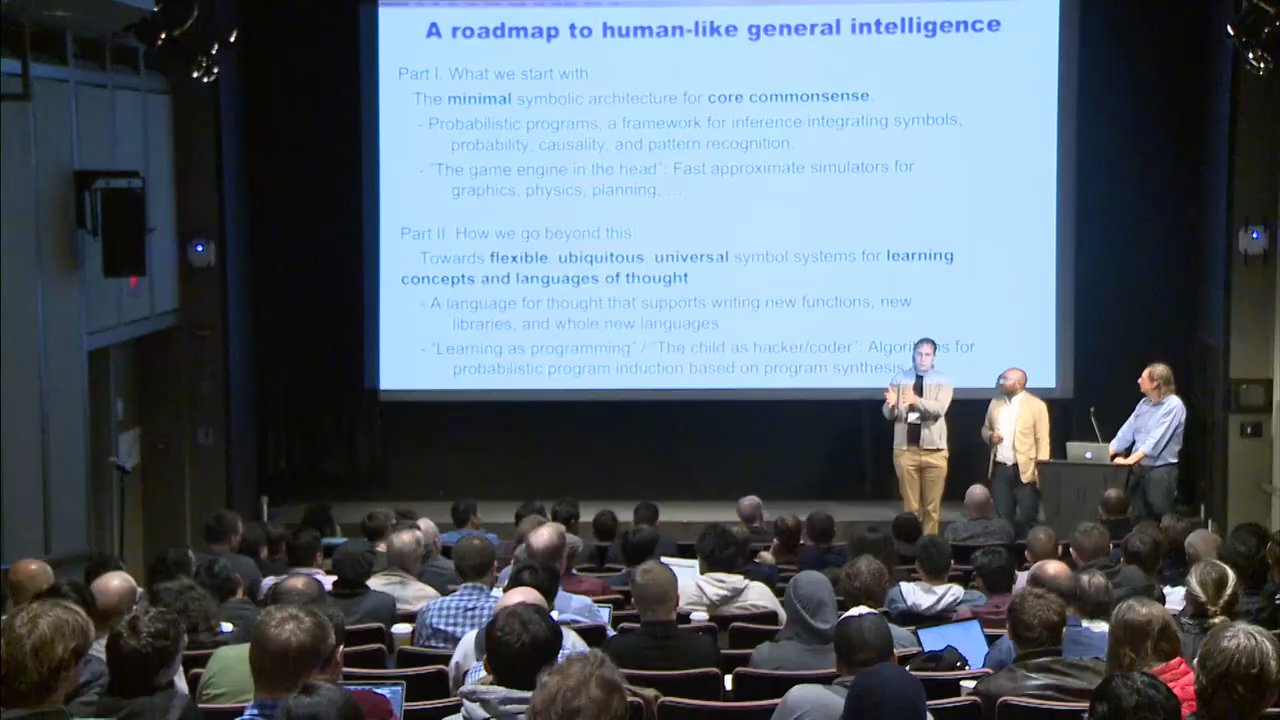 A roadmap to human-like general intelligence
Part I. What we start with:
The minimal symbolic architecture for core commonsense.
- Probabilistic programs, a framework for inference integrating symbols,
probability, causality, and pattern recognition.
- "The game engine in the head": Fast approximate simulators for
graphics, physics, planning, …
Part II. How we go beyond this:
Towards flexible, ubiquitous, universal symbol systems for learning
concepts and languages of thought
- A language for thought that supports writing new functions, new
libraries, and whole new languages
- "Learning as programming" / "The child as hacker/coder": Algorithms for
probabilistic program induction based on program synthesis